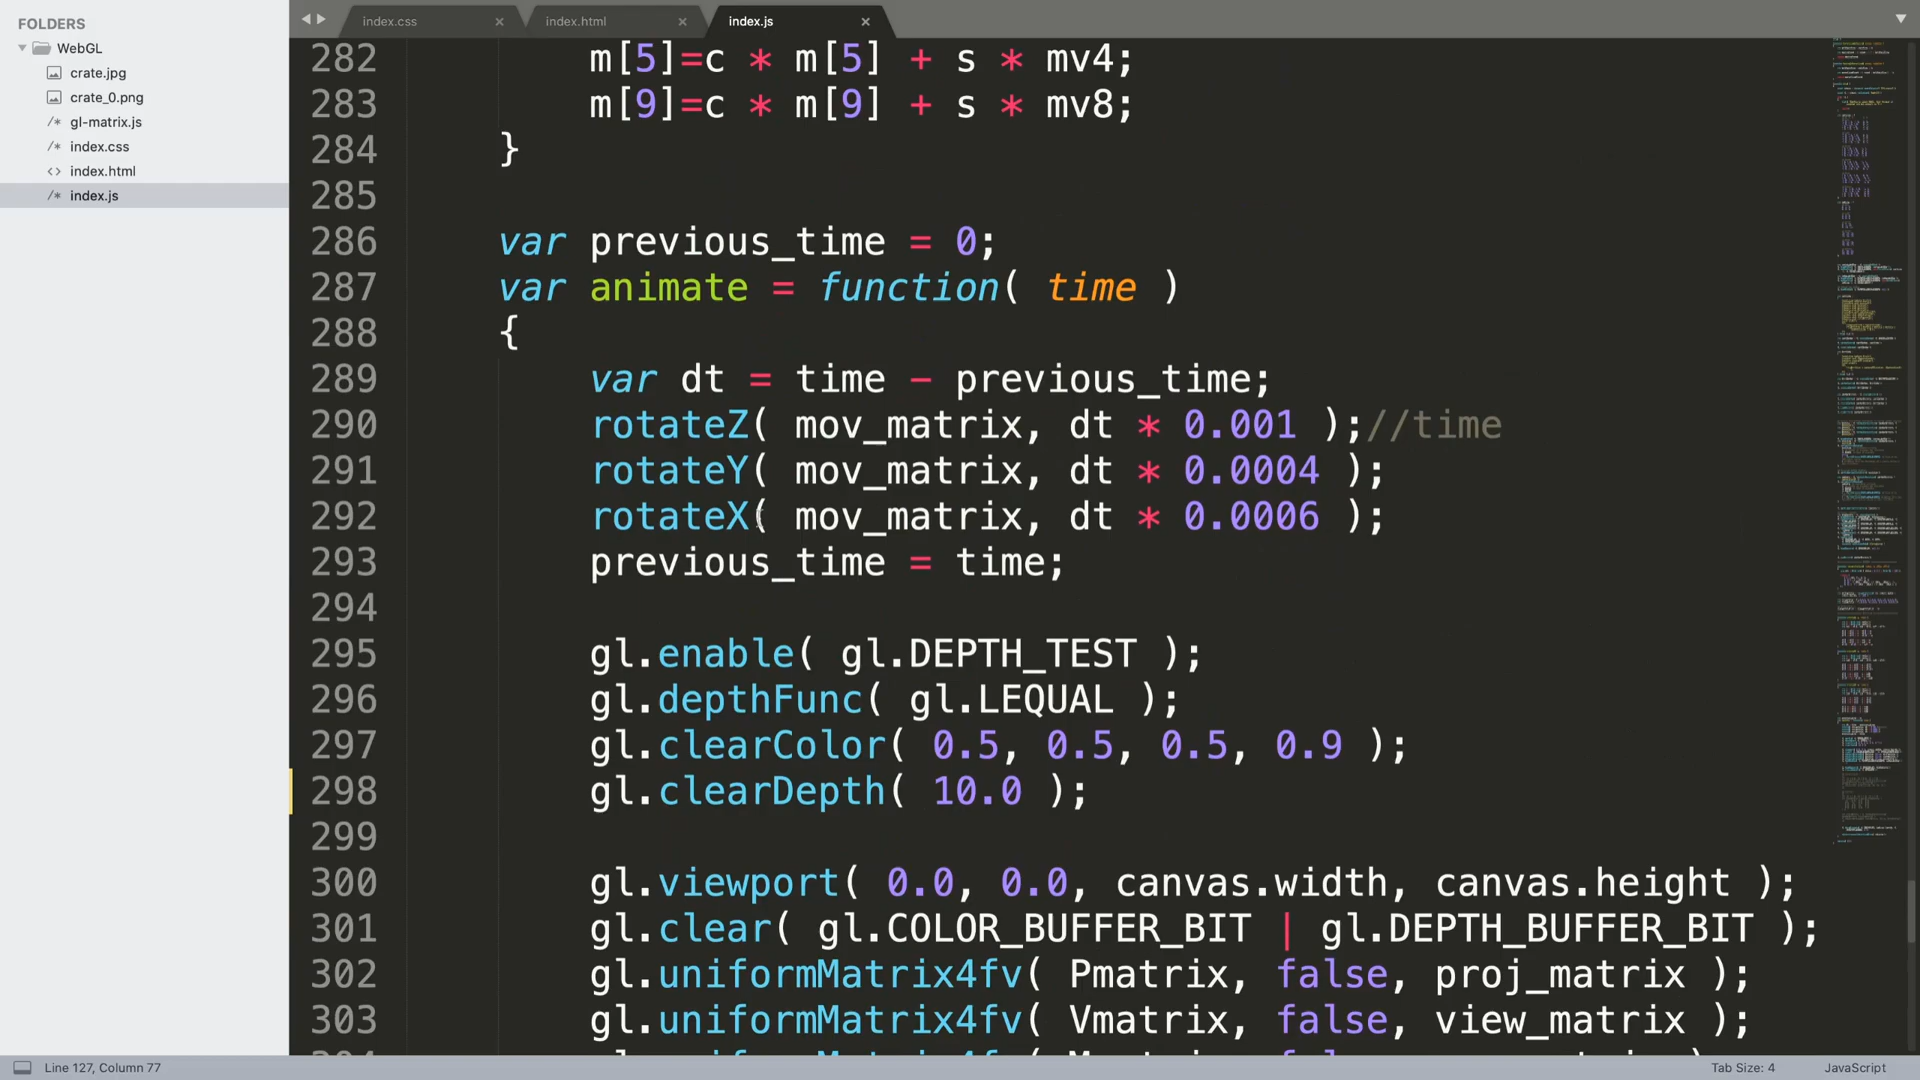 FOLDERS
WebGL
crate.jpg
crate_0.png
/* gl-matrix.js
/* index.css
<> index.html
/* index.js
index.css × index.html × index.js ×
282 m[5]=c * m[5] + s * mv4;
283 m[9]=c * m[9] + s * mv8;
284 }
285
286 var previous_time = 0;
287 var animate = function( time )
288 {
289 var dt = time - previous_time;
290 rotateZ( mov_matrix, dt * 0.001 );//time
291 rotateY( mov_matrix, dt * 0.0004 );
292 rotateX( mov_matrix, dt * 0.0006 );
293 previous_time = time;
294
295 gl.enable( gl.DEPTH_TEST );
296 gl.depthFunc( gl.LEQUAL );
297 gl.clearColor( 0.5, 0.5, 0.5, 0.9 );
298 gl.clearDepth( 10.0 );
299
300 gl.viewport( 0.0, 0.0, canvas.width, canvas.height );
301 gl.clear( gl.COLOR_BUFFER_BIT | gl.DEPTH_BUFFER_BIT );
302 gl.uniformMatrix4fv( Pmatrix, false, proj_matrix );
303 gl.uniformMatrix4fv( Vmatrix, false, view_matrix );
Line 127, Column 77
Tab Size: 4
JavaScript